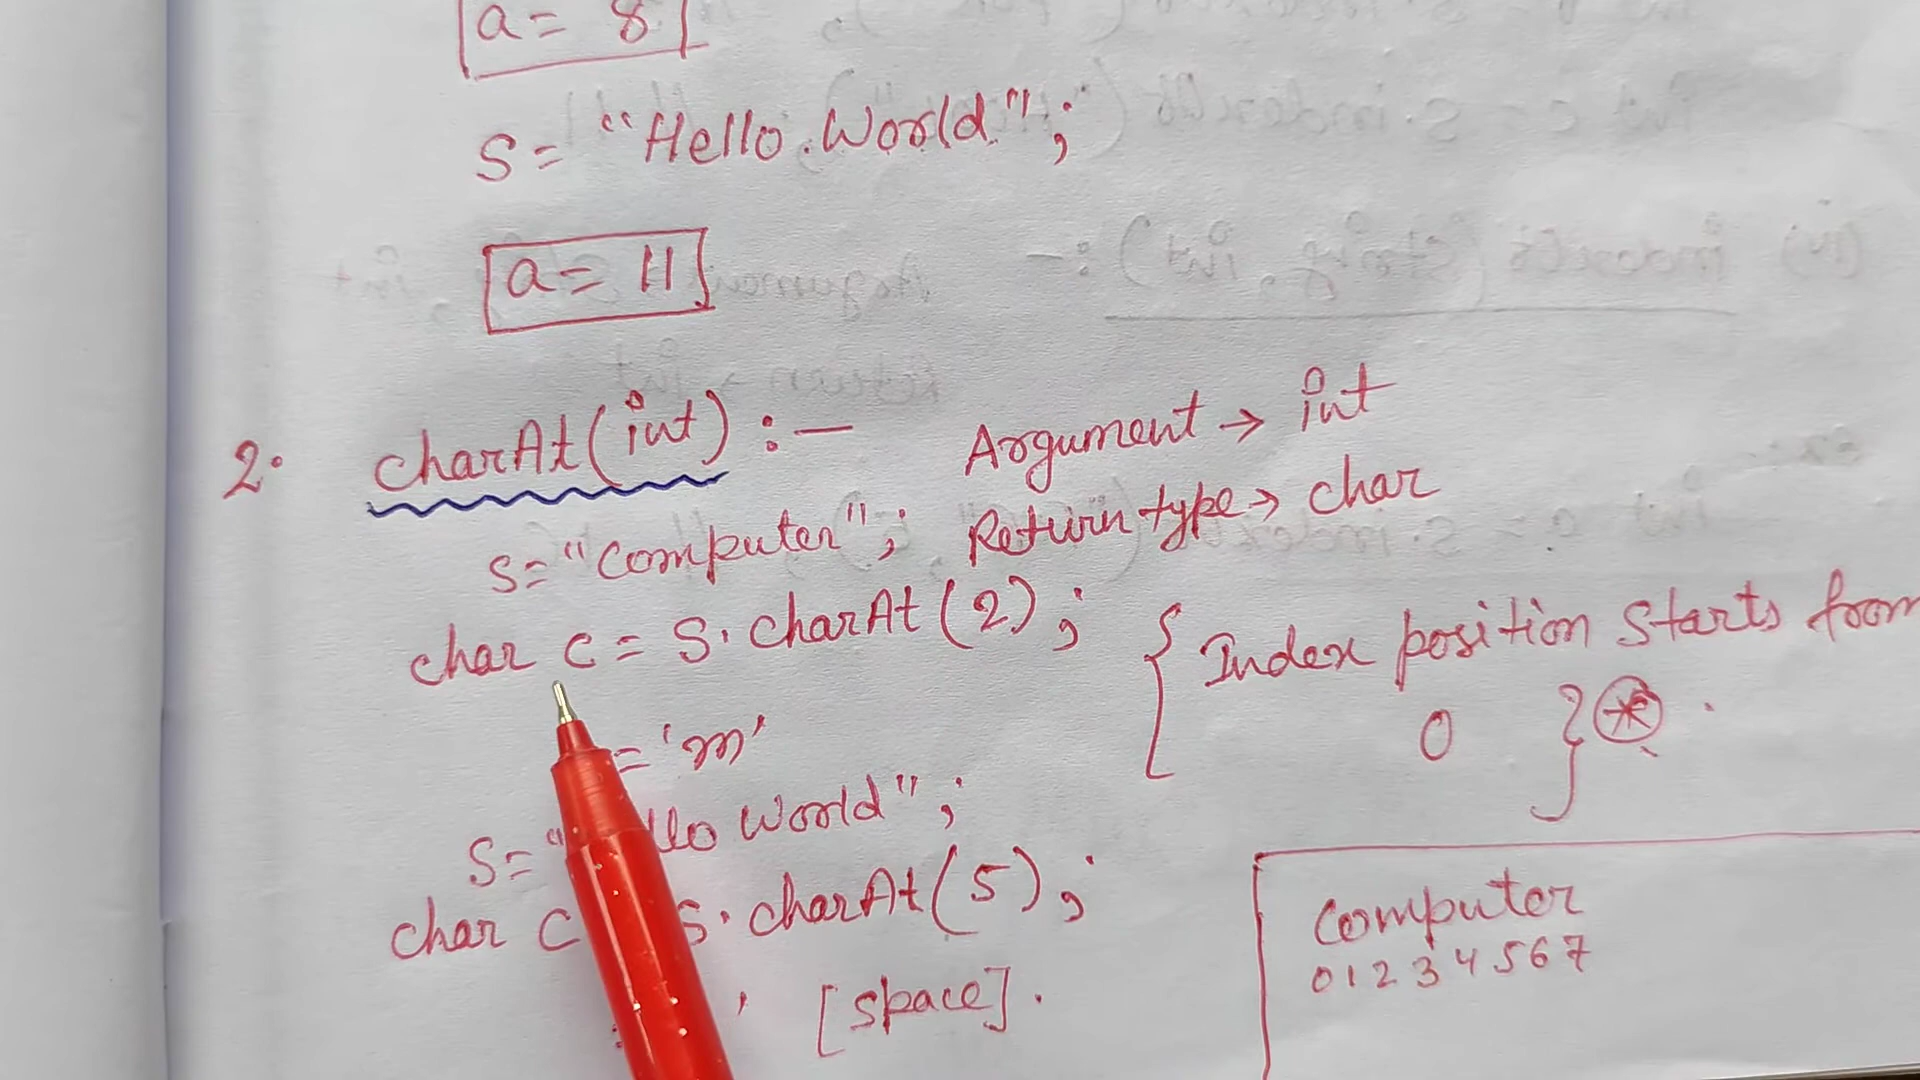 a = 8
S = "Hello.World";
a = 11
2. charAt(int) :- Argument → int
S = "computer"; Return type → char
char c = S.charAt(2); { Index position starts from
0 } *
= 'm'
S = "llo World";
char c S.charAt(5);
' [space].
Computer
01234567